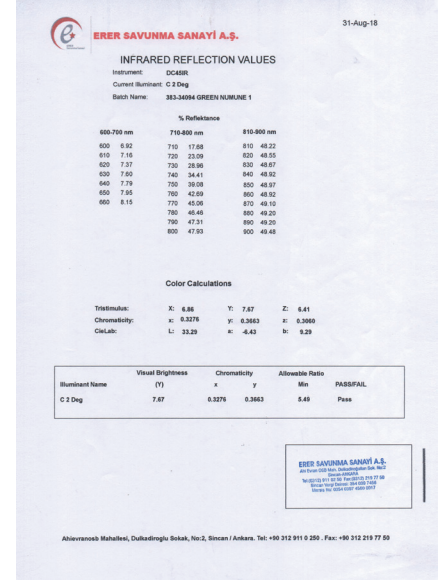 31-Aug-18
ERER SAVUNMA SANAYİ A.Ş.
INFRARED REFLECTION VALUES
Instrument: DC45IR
Current Illuminant: C 2 Deg
Batch Name: 383-34094 GREEN NUMUNE 1
% Reflektance
600-700 nm 710-800 nm 810-900 nm
600 6.92 710 17.68 810 48.22
610 7.16 720 23.09 820 48.55
620 7.37 730 28.96 830 48.67
630 7.60 740 34.41 840 48.92
640 7.79 750 39.08 850 48.97
650 7.95 760 42.69 860 48.92
660 8.15 770 45.06 870 49.10
780 46.46 880 49.20
790 47.31 890 49.20
800 47.93 900 49.48
Color Calculations
Tristimulus: X: 6.86 Y: 7.67 Z: 6.41
Chromaticity: x: 0.3276 y: 0.3663 z: 0.3060
CieLab: L: 33.29 a: -6.43 b: 9.29
Visual Brightness Chromaticity Allowable Ratio
Illuminant Name (Y) x y Min PASS/FAIL
C 2 Deg 7.67 0.3276 0.3663 5.49 Pass
ERER SAVUNMA SANAYİ A.Ş.
Sincan ANKARA
Ahievranosb Mahallesi, Dulkadiroglu Sokak, No:2, Sincan / Ankara. Tel: +90 312 911 0 250 . Fax: +90 312 219 77 50